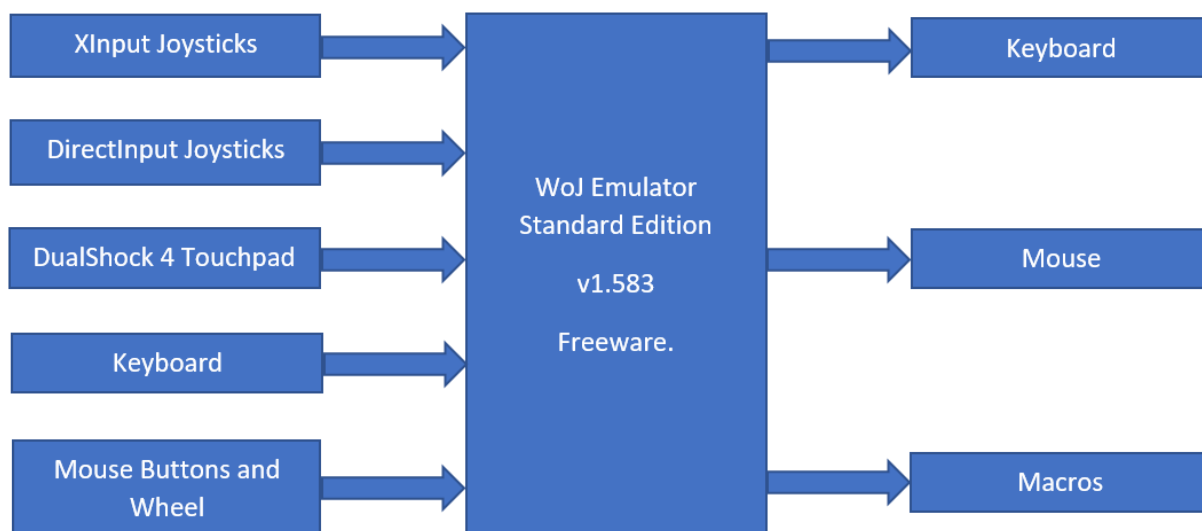 XInput Joysticks
DirectInput Joysticks
DualShock 4 Touchpad
Keyboard
Mouse Buttons and
Wheel
WoJ Emulator
Standard Edition
v1.583
Freeware.
Keyboard
Mouse
Macros